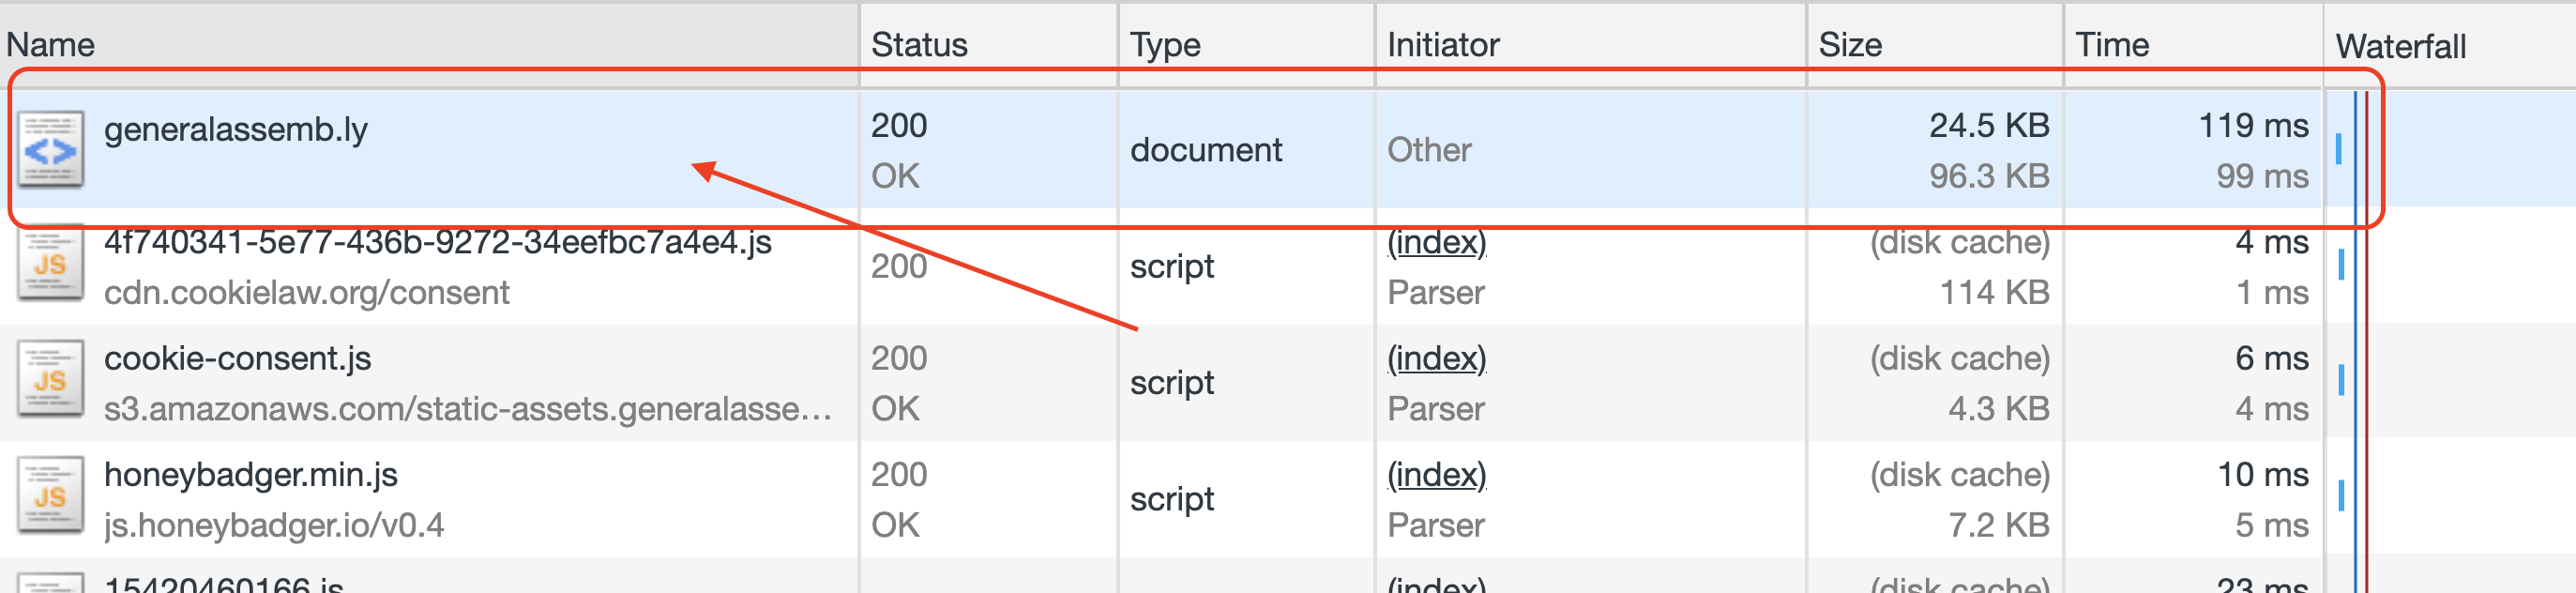 Name Status Type Initiator Size Time Waterfall
generalassemb.ly 200 OK document Other 24.5 KB 96.3 KB 119 ms 99 ms
4f740341-5e77-436b-9272-34eefbc7a4e4.js 200 script (index) (disk cache) 4 ms
cdn.cookielaw.org/consent Parser 114 KB 1 ms
cookie-consent.js 200 script (index) (disk cache) 6 ms
s3.amazonaws.com/static-assets.generalasse... OK Parser 4.3 KB 4 ms
honeybadger.min.js 200 script (index) (disk cache) 10 ms
js.honeybadger.io/v0.4 OK Parser 7.2 KB 5 ms
15420460166.js (index) (disk cache) 23 ms